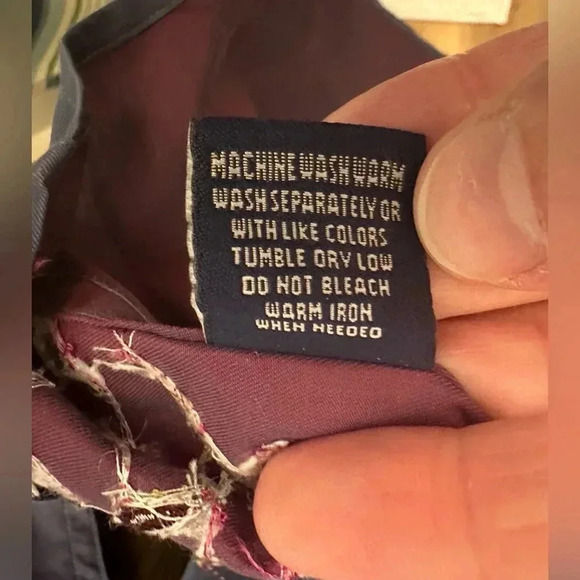 MACHINE WASH WARM
WASH SEPARATELY OR
WITH LIKE COLORS
TUMBLE DRY LOW
DO NOT BLEACH
WARM IRON
WHEN NEEDED